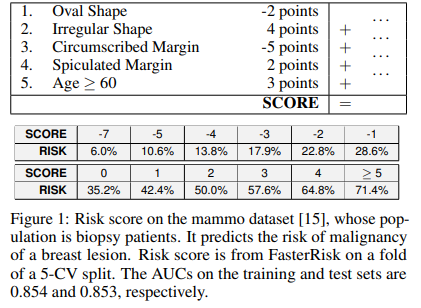 1. Oval Shape -2 points ...
2. Irregular Shape 4 points + ...
3. Circumscribed Margin -5 points + ...
4. Spiculated Margin 2 points + ...
5. Age ≥ 60 3 points +
SCORE =
SCORE -7 -5 -4 -3 -2 -1
RISK 6.0% 10.6% 13.8% 17.9% 22.8% 28.6%
SCORE 0 1 2 3 4 ≥ 5
RISK 35.2% 42.4% 50.0% 57.6% 64.8% 71.4%
Figure 1: Risk score on the mammo dataset [15], whose pop-
ulation is biopsy patients. It predicts the risk of malignancy
of a breast lesion. Risk score is from FasterRisk on a fold
of a 5-CV split. The AUCs on the training and test sets are
0.854 and 0.853, respectively.